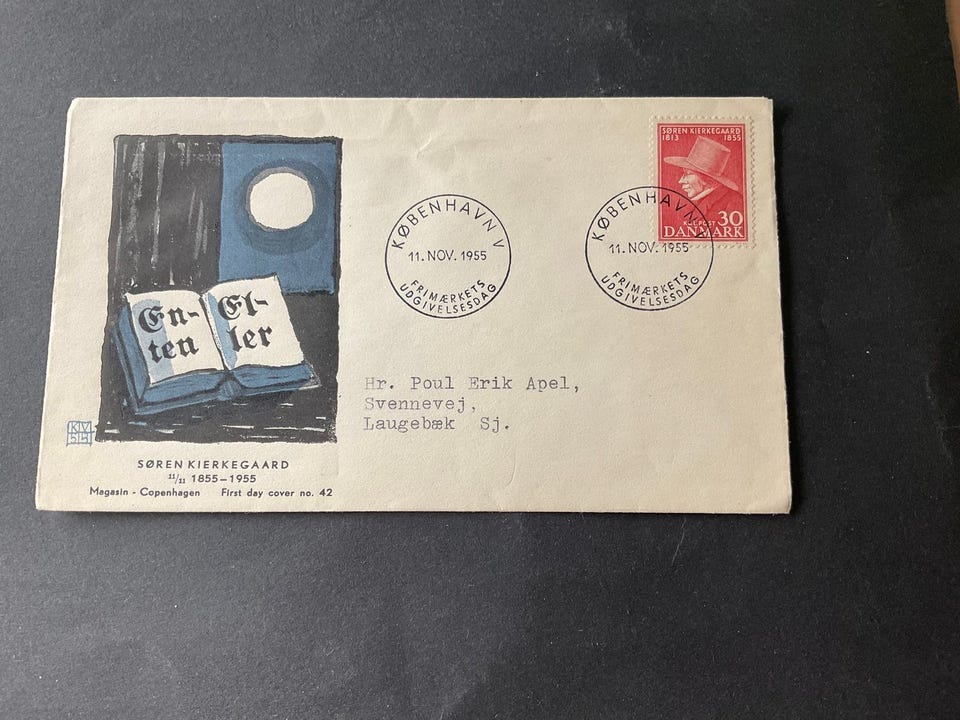 En-
ten
El-
ler
SØREN KIERKEGAARD
11/11 1855–1955
Magasin - Copenhagen First day cover no. 42
KØBENHAVN V
11. NOV. 1955
FRIMÆRKETS
UDGIVELSESDAG
KØBENHAVN V
11. NOV. 1955
FRIMÆRKETS
UDGIVELSESDAG
SØREN KIERKEGAARD
1813 1855
KGL POST 30
DANMARK
Hr. Poul Erik Apel,
Svennevej,
Laugebæk Sj.